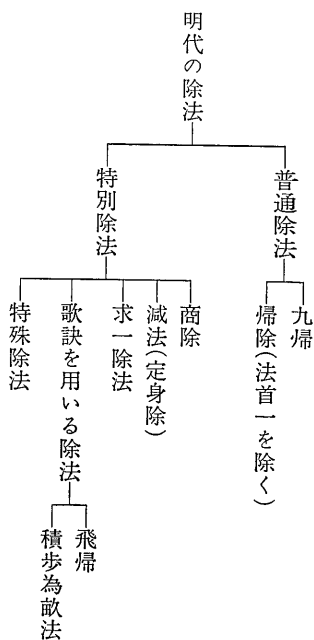 明代の除法
普通除法
九帰
帰除(法首一を除く)
特別除法
商除
減法(定身除)
求一除法
歌訣を用いる除法
飛帰
積歩為畝法
特殊除法